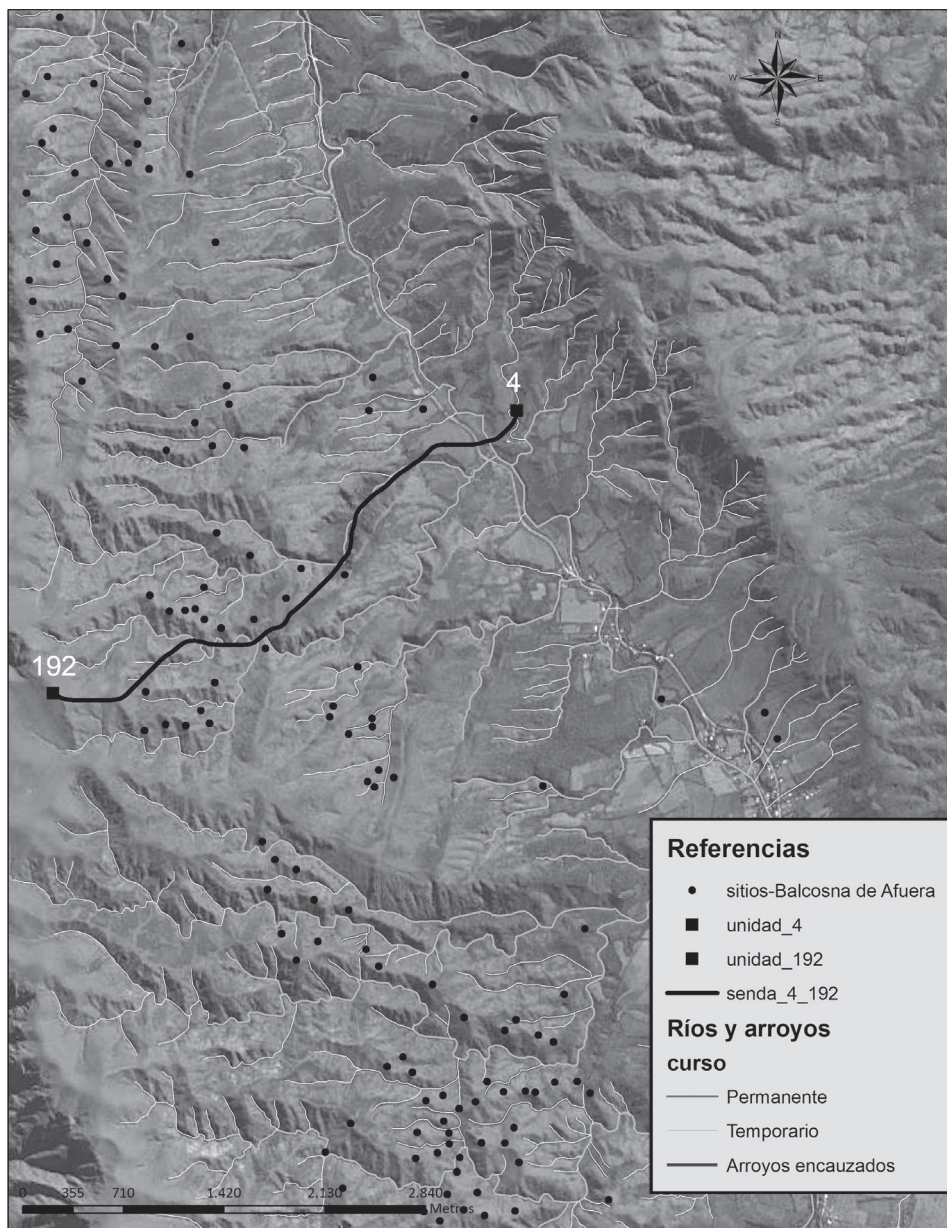 N
W E
S
4
192
Referencias
sitios-Balcosna de Afuera
unidad_4
unidad_192
senda_4_192
Ríos y arroyos
curso
Permanente
Temporario
Arroyos encauzados
0 355 710 1.420 2.130 2.840
Metros